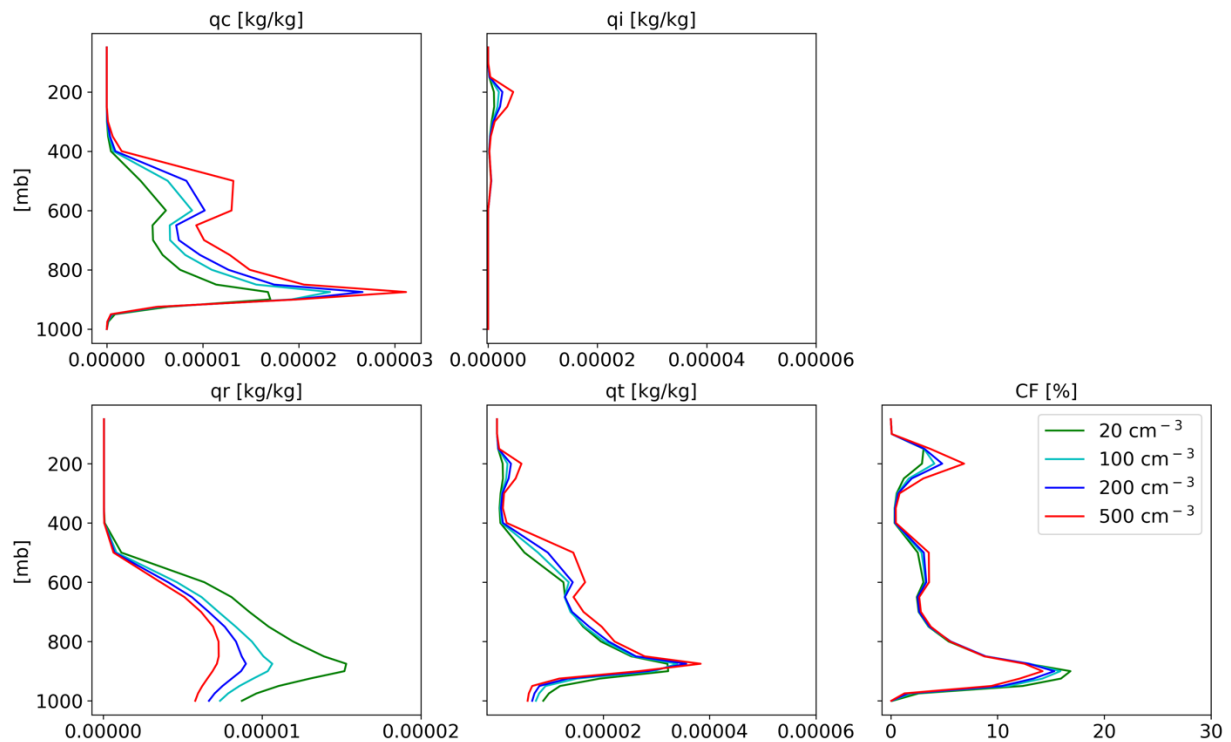 qc [kg/kg]
qi [kg/kg]
[mb]
200
400
600
800
1000
0.00000 0.00001 0.00002 0.00003
0.00000 0.00002 0.00004 0.00006
qr [kg/kg]
qt [kg/kg]
CF [%]
[mb]
200
400
600
800
1000
20 cm⁻³
100 cm⁻³
200 cm⁻³
500 cm⁻³
0.00000 0.00001 0.00002
0.00002 0.00004 0.00006
0 10 20 30